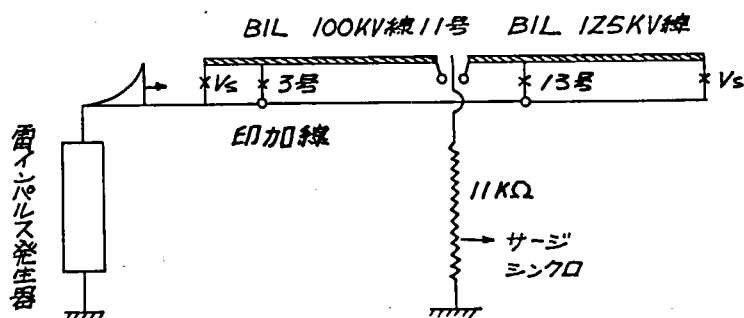 BIL 100KV線 11号 BIL 125KV線
Vs 3号 13号 Vs
印加線
雷インパルス発生器
11KΩ
サージ
シンクロ